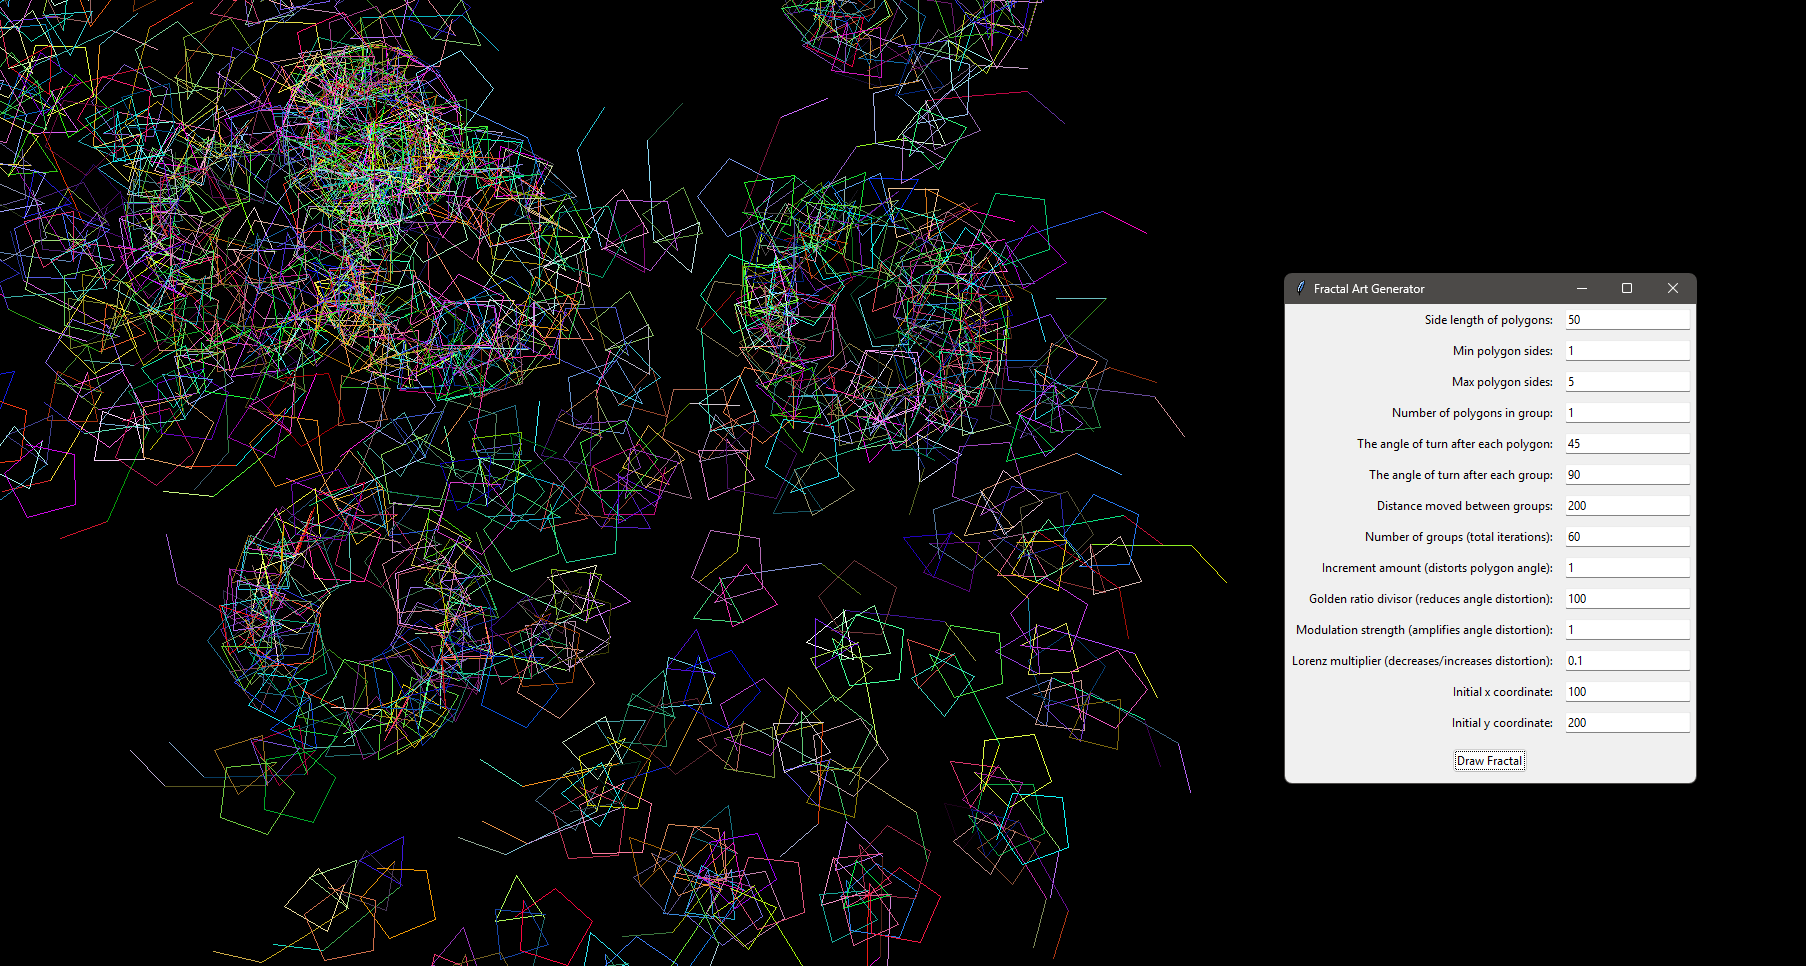 Fractal Art Generator
Side length of polygons: 50
Min polygon sides: 1
Max polygon sides: 5
Number of polygons in group: 1
The angle of turn after each polygon: 45
The angle of turn after each group: 90
Distance moved between groups: 200
Number of groups (total iterations): 60
Increment amount (distorts polygon angle): 1
Golden ratio divisor (reduces angle distortion): 100
Modulation strength (amplifies angle distortion): 1
Lorenz multiplier (decreases/increases distortion): 0.1
Initial x coordinate: 100
Initial y coordinate: 200
Draw Fractal